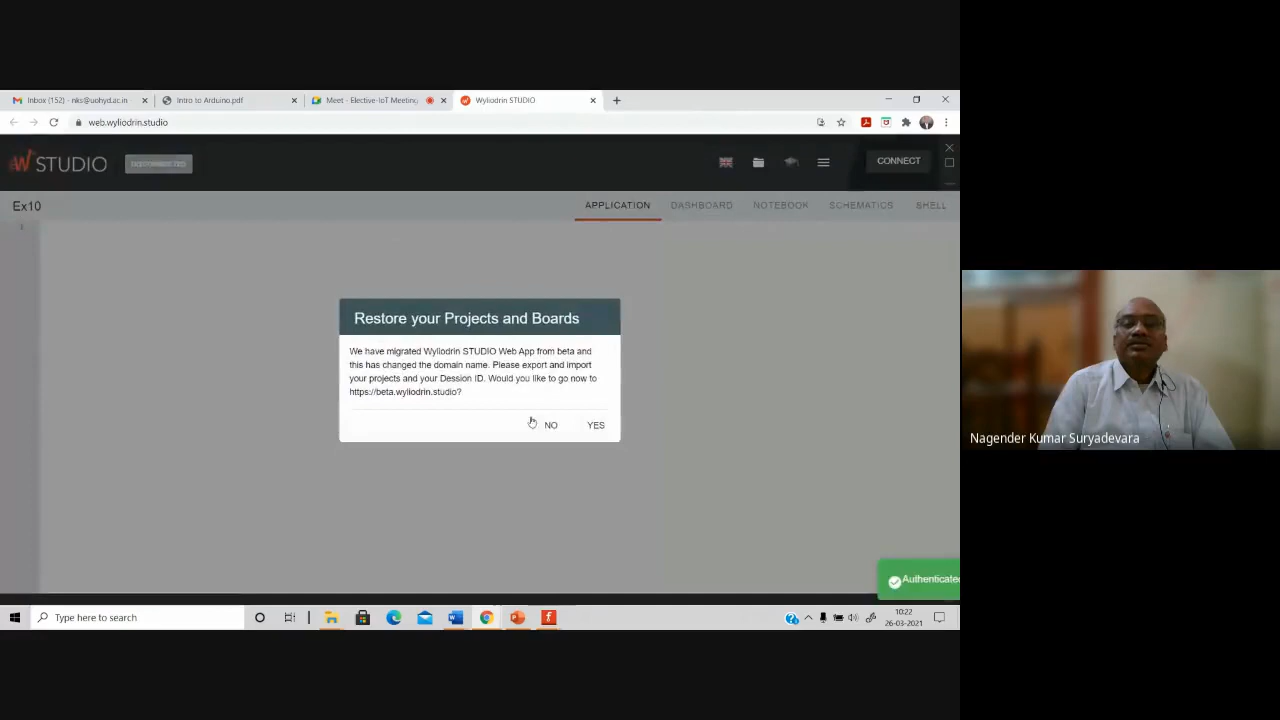 Inbox (152) - nks@uohyd.ac.in
Intro to Arduino.pdf
Meet - Elective-IoT Meeting
Wyliodrin STUDIO
web.wyliodrin.studio
STUDIO
DISCONNECTED
CONNECT
Ex10
APPLICATION
DASHBOARD
NOTEBOOK
SCHEMATICS
SHELL
1
Restore your Projects and Boards
We have migrated Wyliodrin STUDIO Web App from beta and
this has changed the domain name. Please export and import
your projects and your Dession ID. Would you like to go now to
https://beta.wyliodrin.studio?
NO
YES
Nagender Kumar Suryadevara
Authenticated
Type here to search
10:22
26-03-2021